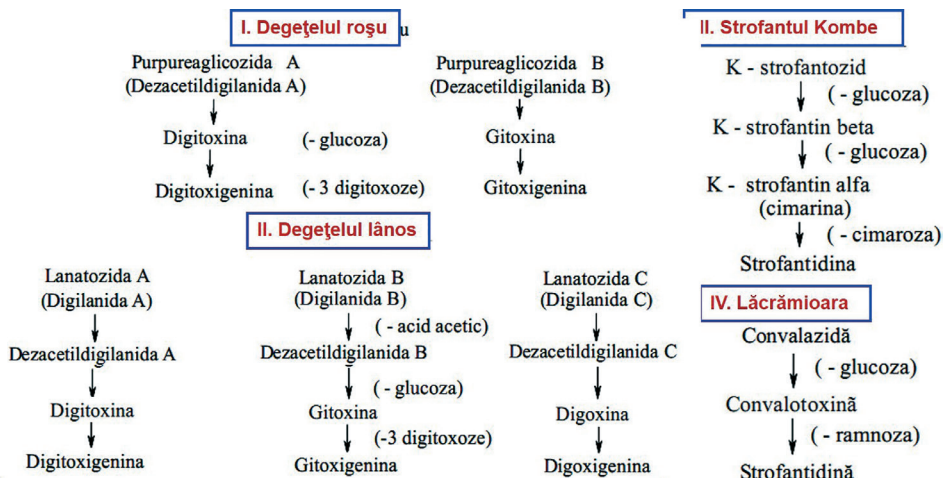 I. Degeţelul roşu
u
Purpureaglicozida A
(Dezacetildigilanida A)
Digitoxina
(- glucoza)
Digitoxigenina
(- 3 digitoxoze)
Purpureaglicozida B
(Dezacetildigilanida B)
Gitoxina
Gitoxigenina
II. Degeţelul lânos
Lanatozida A
(Digilanida A)
Dezacetildigilanida A
Digitoxina
Digitoxigenina
Lanatozida B
(Digilanida B)
( - acid acetic)
Dezacetildigilanida B
(- glucoza)
Gitoxina
(-3 digitoxoze)
Gitoxigenina
Lanatozida C
(Digilanida C)
Dezacetildigilanida C
Digoxina
Digoxigenina
II. Strofantul Kombe
K - strofantozid
( - glucoza)
K - strofantin beta
( - glucoza)
K - strofantin alfa
(cimarina)
( - cimaroza)
Strofantidina
IV. Lăcrămioara
Convalazidă
( - glucoza)
Convalotoxină
( - ramnoza)
Strofantidină